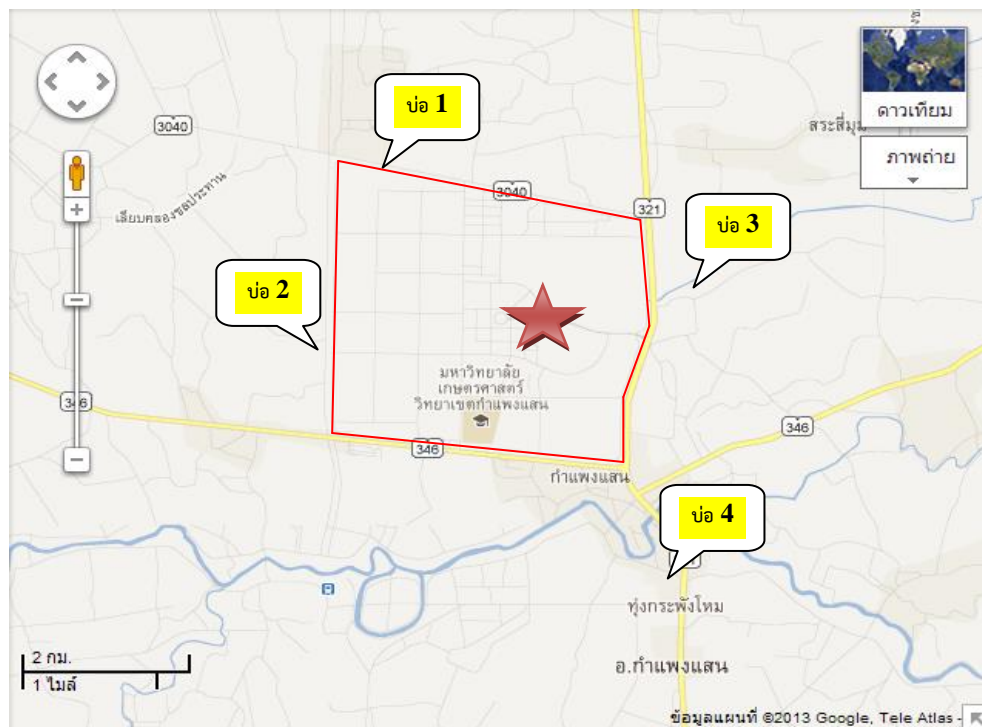 บ่อ 1
ดาวเทียม
3040
สระสี่มุม
ภาพถ่าย
เลียบคลองชลประทาน
3040
321
บ่อ 3
บ่อ 2
มหาวิทยาลัย
เกษตรศาสตร์
วิทยาเขตกำแพงแสน
346
346
346
กำแพงแสน
บ่อ 4
ทุ่งกระพังโหม
2 กม.
1 ไมล์
อ.กำแพงแสน
ข้อมูลแผนที่ ©2013 Google, Tele Atlas -